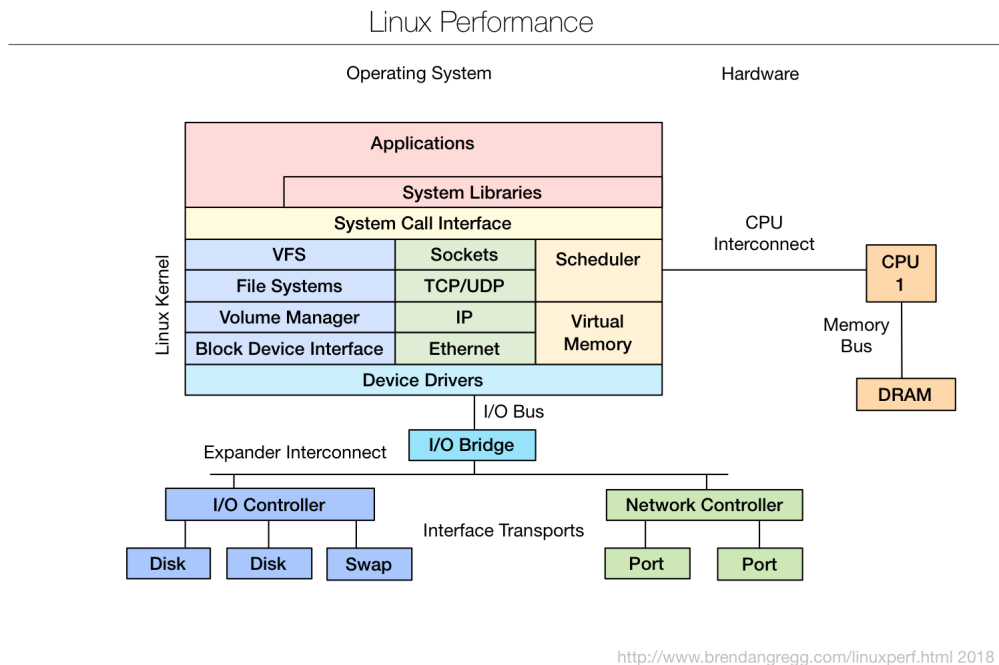 Linux Performance
Operating System
Hardware
Applications
System Libraries
System Call Interface
Linux Kernel
VFS
Sockets
Scheduler
File Systems
TCP/UDP
Volume Manager
IP
Virtual
Memory
Block Device Interface
Ethernet
Device Drivers
CPU
Interconnect
CPU
1
Memory
Bus
DRAM
I/O Bus
I/O Bridge
Expander Interconnect
I/O Controller
Network Controller
Interface Transports
Disk
Disk
Swap
Port
Port
http://www.brendangregg.com/linuxperf.html 2018